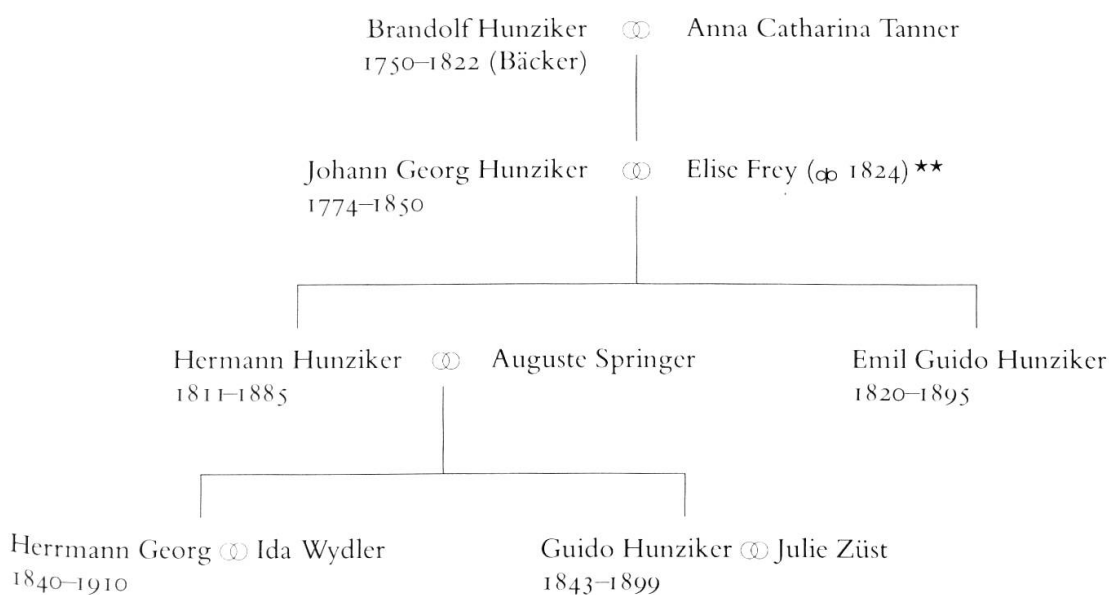 Brandolf Hunziker ⚭ Anna Catharina Tanner
1750–1822 (Bäcker)
Johann Georg Hunziker ⚭ Elise Frey (⚮ 1824)★★
1774–1850
Hermann Hunziker ⚭ Auguste Springer
1811–1885
Emil Guido Hunziker
1820–1895
Herrmann Georg ⚭ Ida Wydler
1840–1910
Guido Hunziker ⚭ Julie Züst
1843–1899